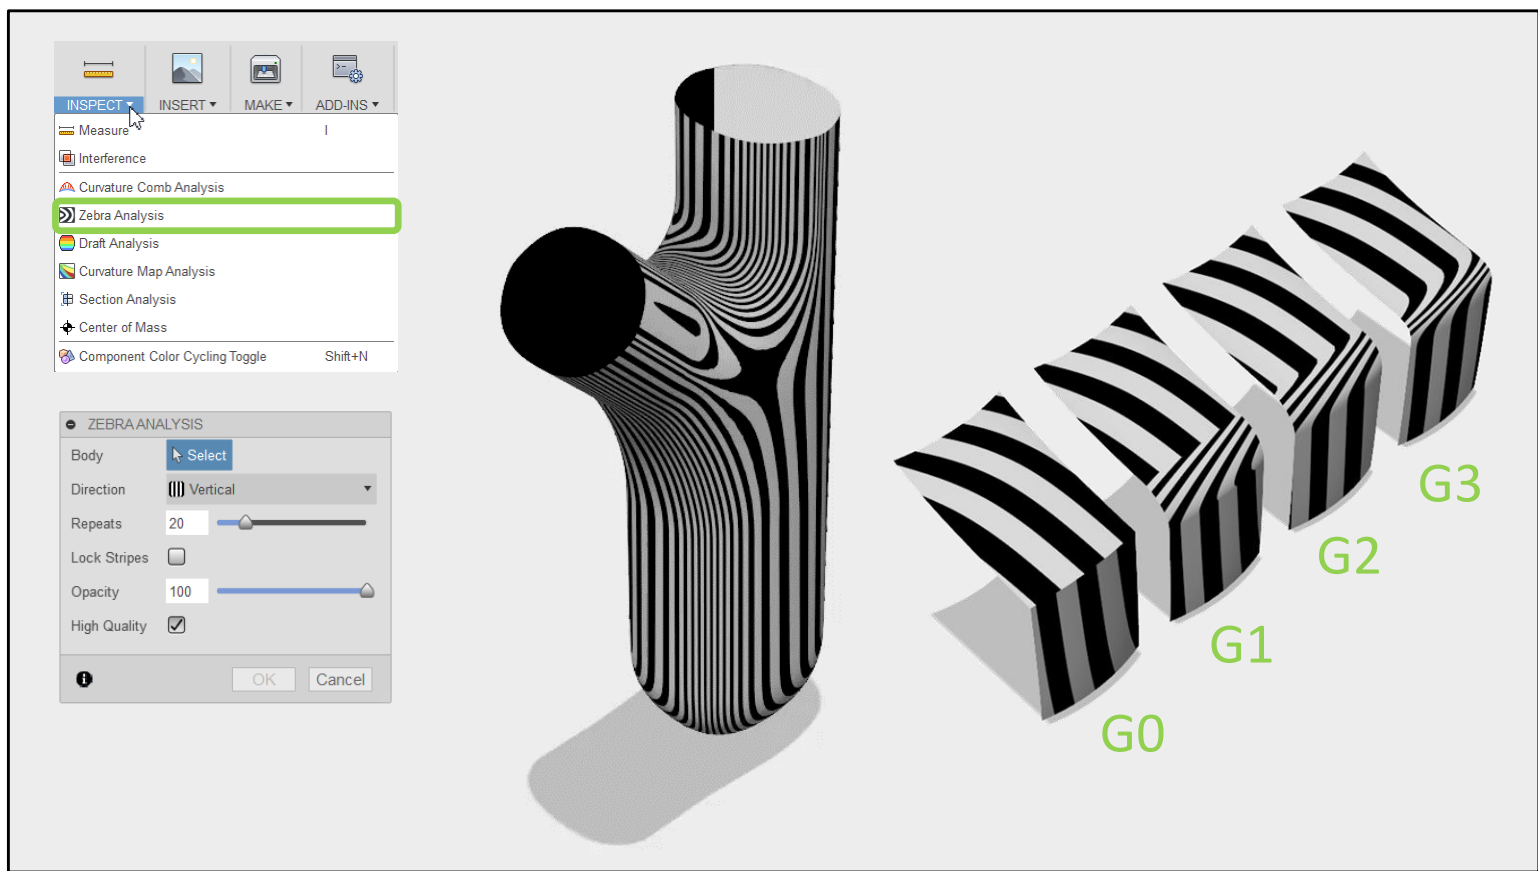 INSPECT INSERT MAKE ADD-INS
Measure I
Interference
Curvature Comb Analysis
Zebra Analysis
Draft Analysis
Curvature Map Analysis
Section Analysis
Center of Mass
Component Color Cycling Toggle Shift+N
ZEBRA ANALYSIS
Body Select
Direction Vertical
Repeats 20
Lock Stripes
Opacity 100
High Quality
OK Cancel
G3
G2
G1
G0